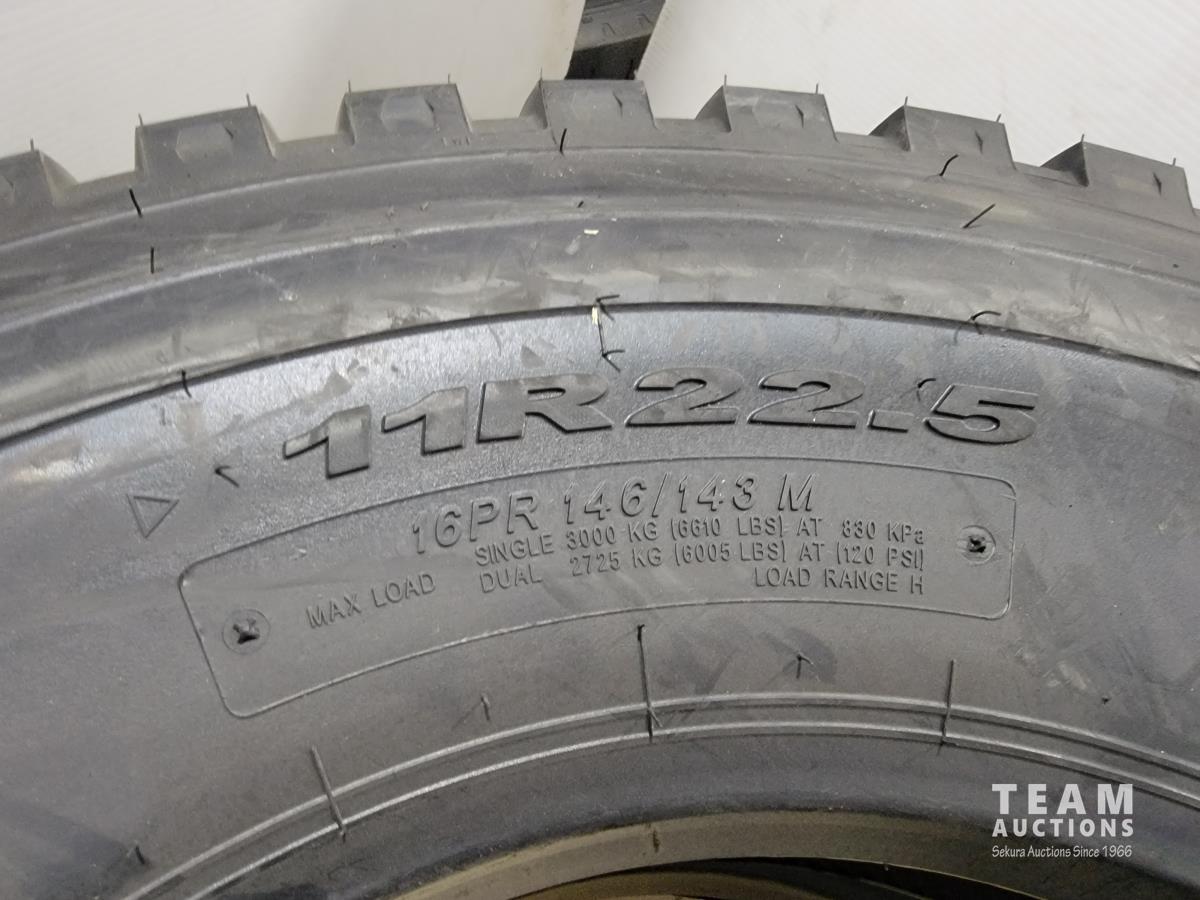 11R22.5
16PR 146/143 M
MAX LOAD SINGLE 3000 KG (6610 LBS) AT 830 KPa
DUAL 2725 KG (6005 LBS) AT (120 PSI)
LOAD RANGE H
TEAM
AUCTIONS
Sekura Auctions Since 1966